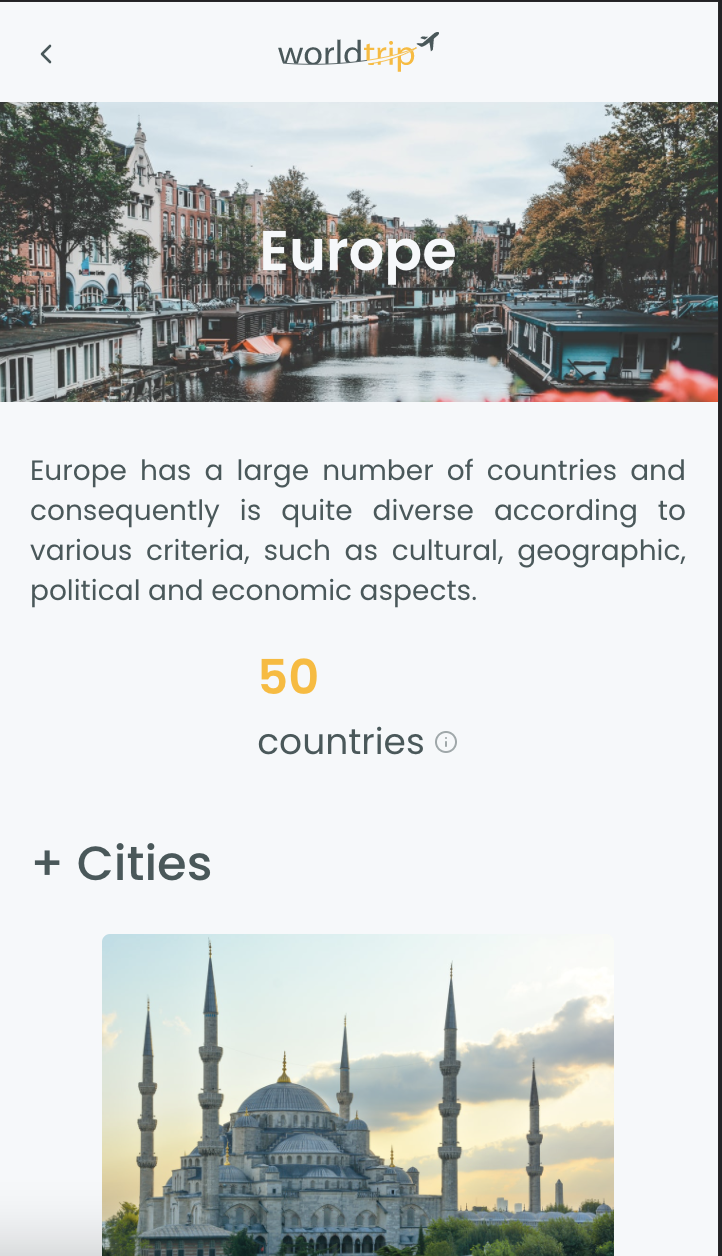 worldtrip
Europe
Europe has a large number of countries and
consequently is quite diverse according to
various criteria, such as cultural, geographic,
political and economic aspects.
50
countries
+ Cities